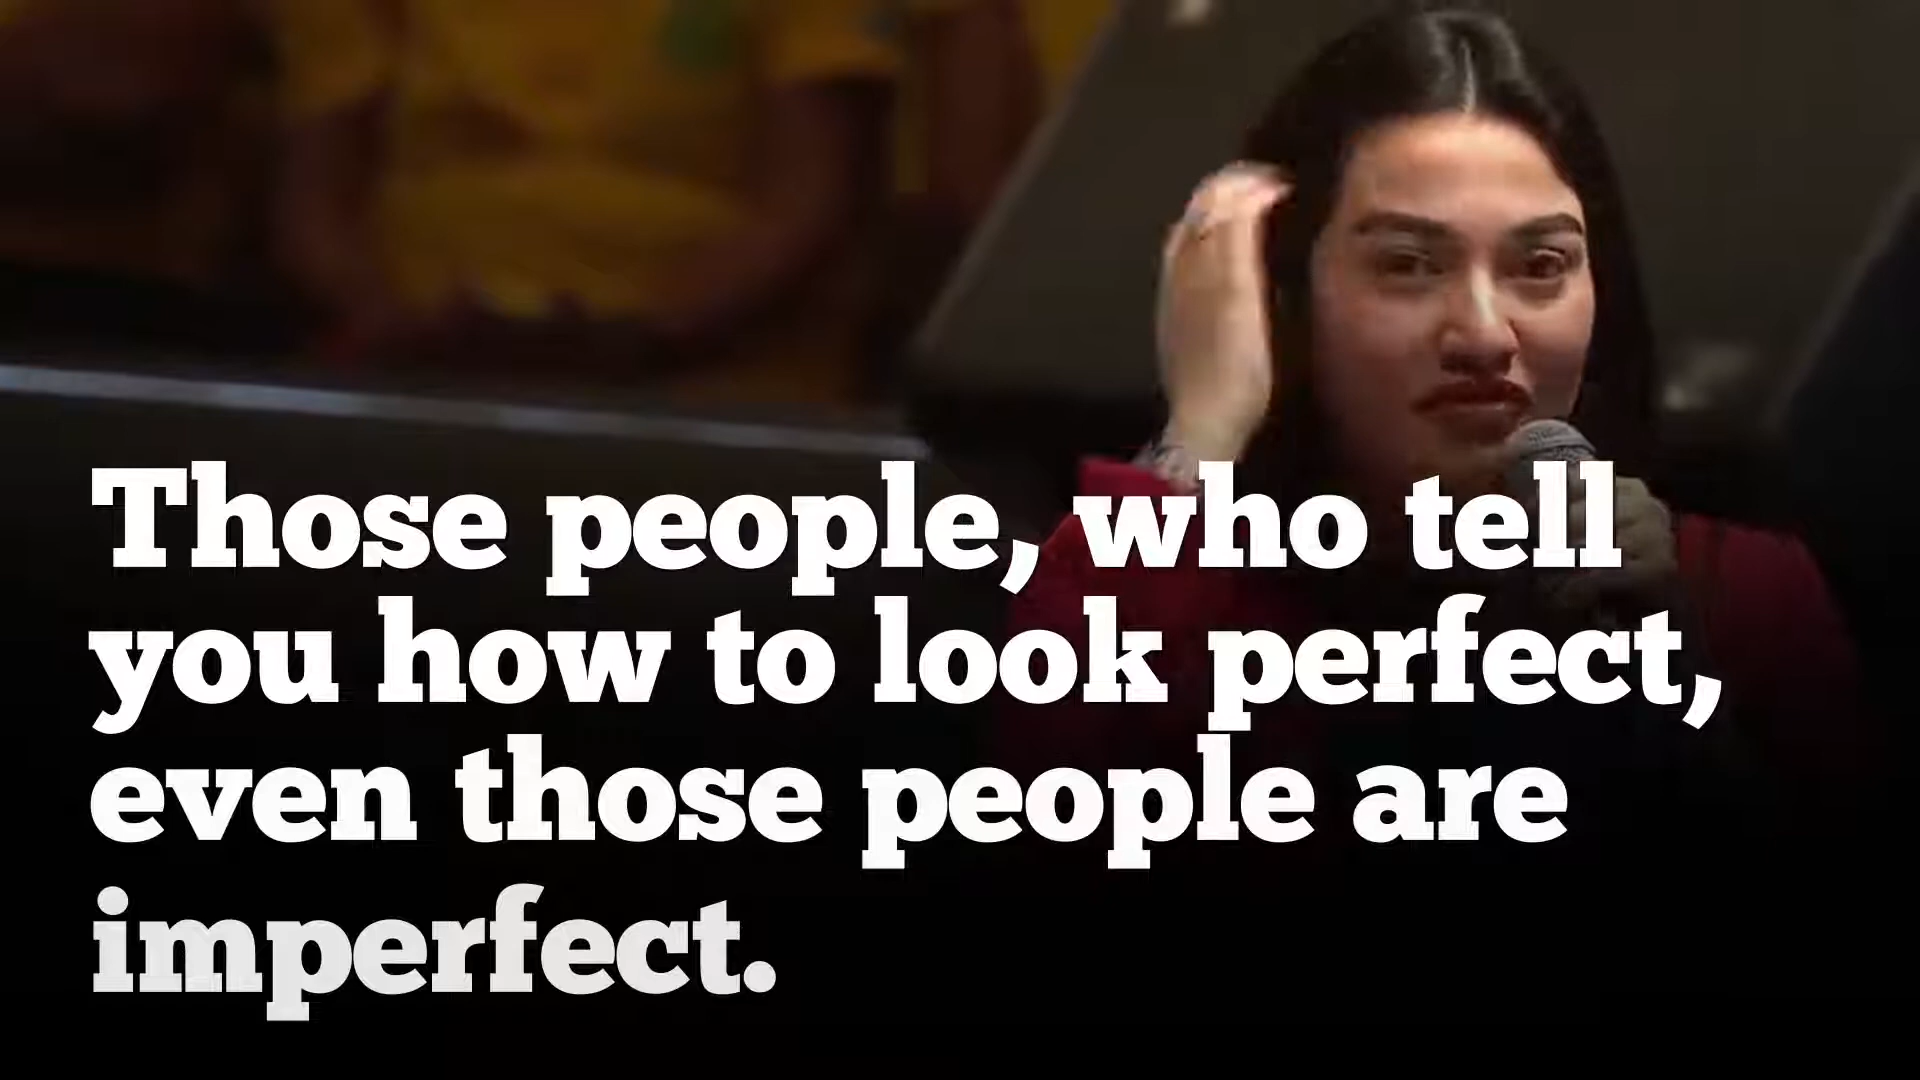 Those people, who tell
you how to look perfect,
even those people are
imperfect.